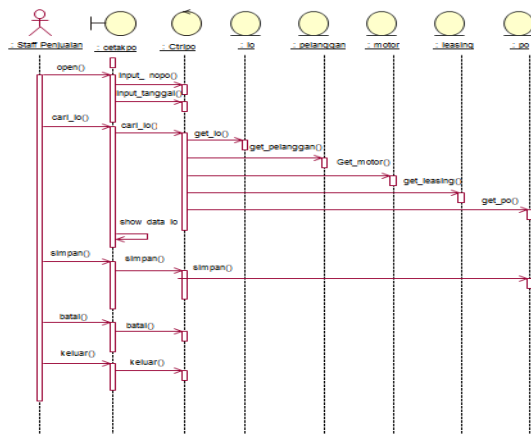 : Staff Penjualan
: cetakpo
: Ctrlpo
: lo
: pelanggan
: motor
: leasing
: po
open()
input_ nopo()
input_tanggal()
cari_lo()
cari_lo()
get_lo()
get_pelanggan()
Get_motor()
get_leasing()
get_po()
show data lo
simpan()
simpan()
simpan()
batal()
batal()
keluar()
keluar()